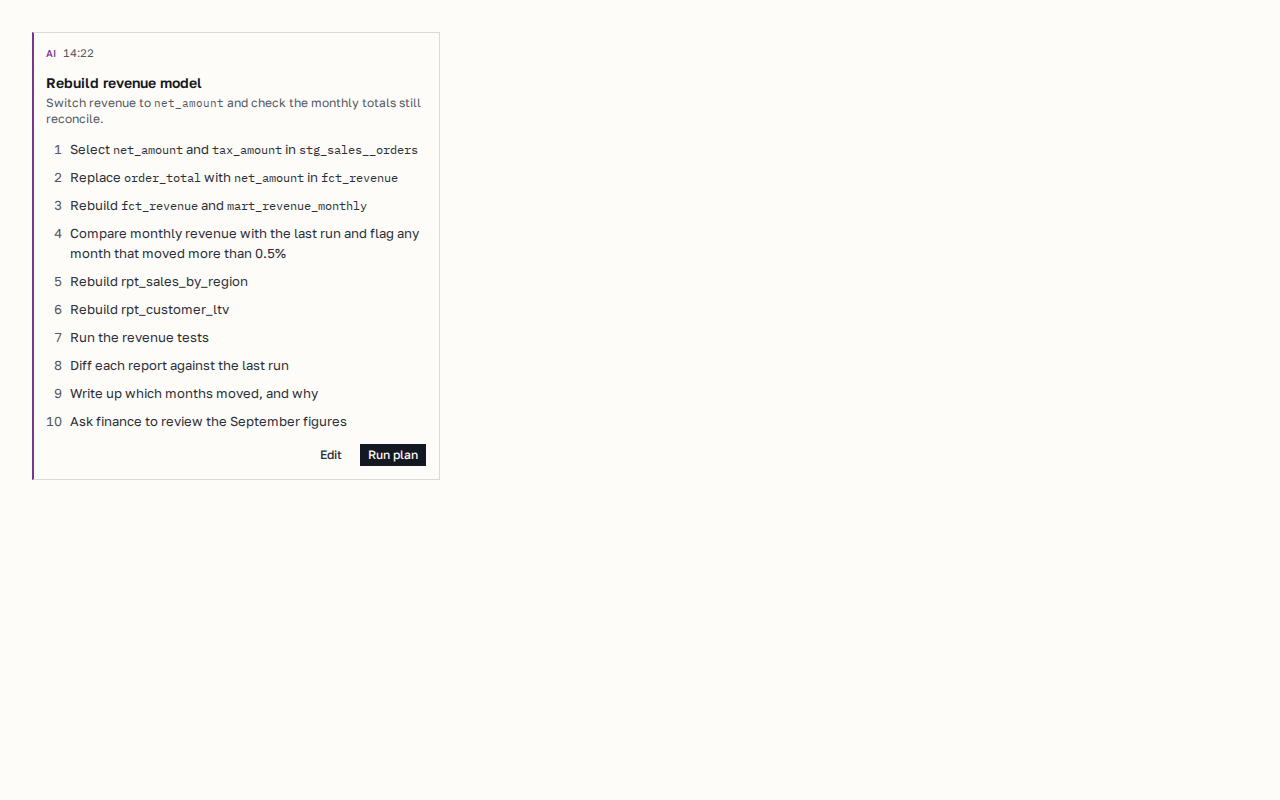 AI 14:22
Rebuild revenue model
Switch revenue to net_amount and check the monthly totals still
reconcile.
1 Select net_amount and tax_amount in stg_sales__orders
2 Replace order_total with net_amount in fct_revenue
3 Rebuild fct_revenue and mart_revenue_monthly
4 Compare monthly revenue with the last run and flag any
month that moved more than 0.5%
5 Rebuild rpt_sales_by_region
6 Rebuild rpt_customer_ltv
7 Run the revenue tests
8 Diff each report against the last run
9 Write up which months moved, and why
10 Ask finance to review the September figures
Edit Run plan